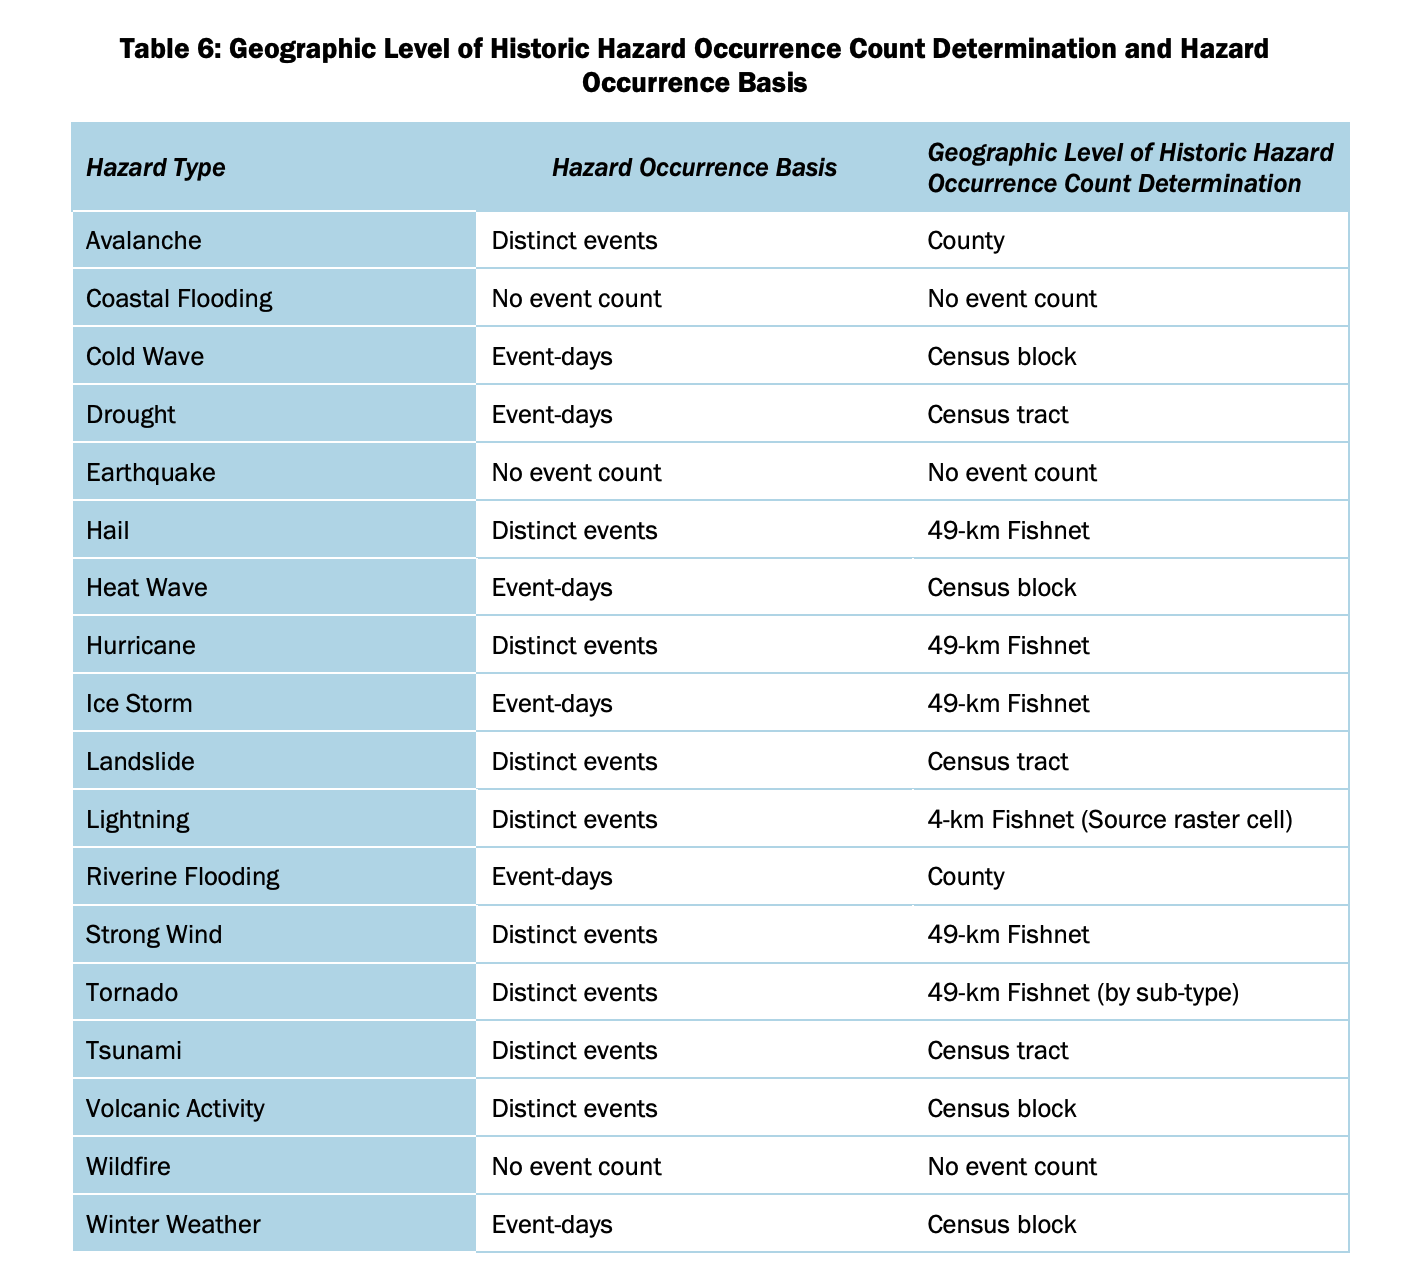 Table 6: Geographic Level of Historic Hazard Occurrence Count Determination and Hazard
Occurrence Basis
Hazard Type Hazard Occurrence Basis Geographic Level of Historic Hazard
Occurrence Count Determination
Avalanche Distinct events County
Coastal Flooding No event count No event count
Cold Wave Event-days Census block
Drought Event-days Census tract
Earthquake No event count No event count
Hail Distinct events 49-km Fishnet
Heat Wave Event-days Census block
Hurricane Distinct events 49-km Fishnet
Ice Storm Event-days 49-km Fishnet
Landslide Distinct events Census tract
Lightning Distinct events 4-km Fishnet (Source raster cell)
Riverine Flooding Event-days County
Strong Wind Distinct events 49-km Fishnet
Tornado Distinct events 49-km Fishnet (by sub-type)
Tsunami Distinct events Census tract
Volcanic Activity Distinct events Census block
Wildfire No event count No event count
Winter Weather Event-days Census block